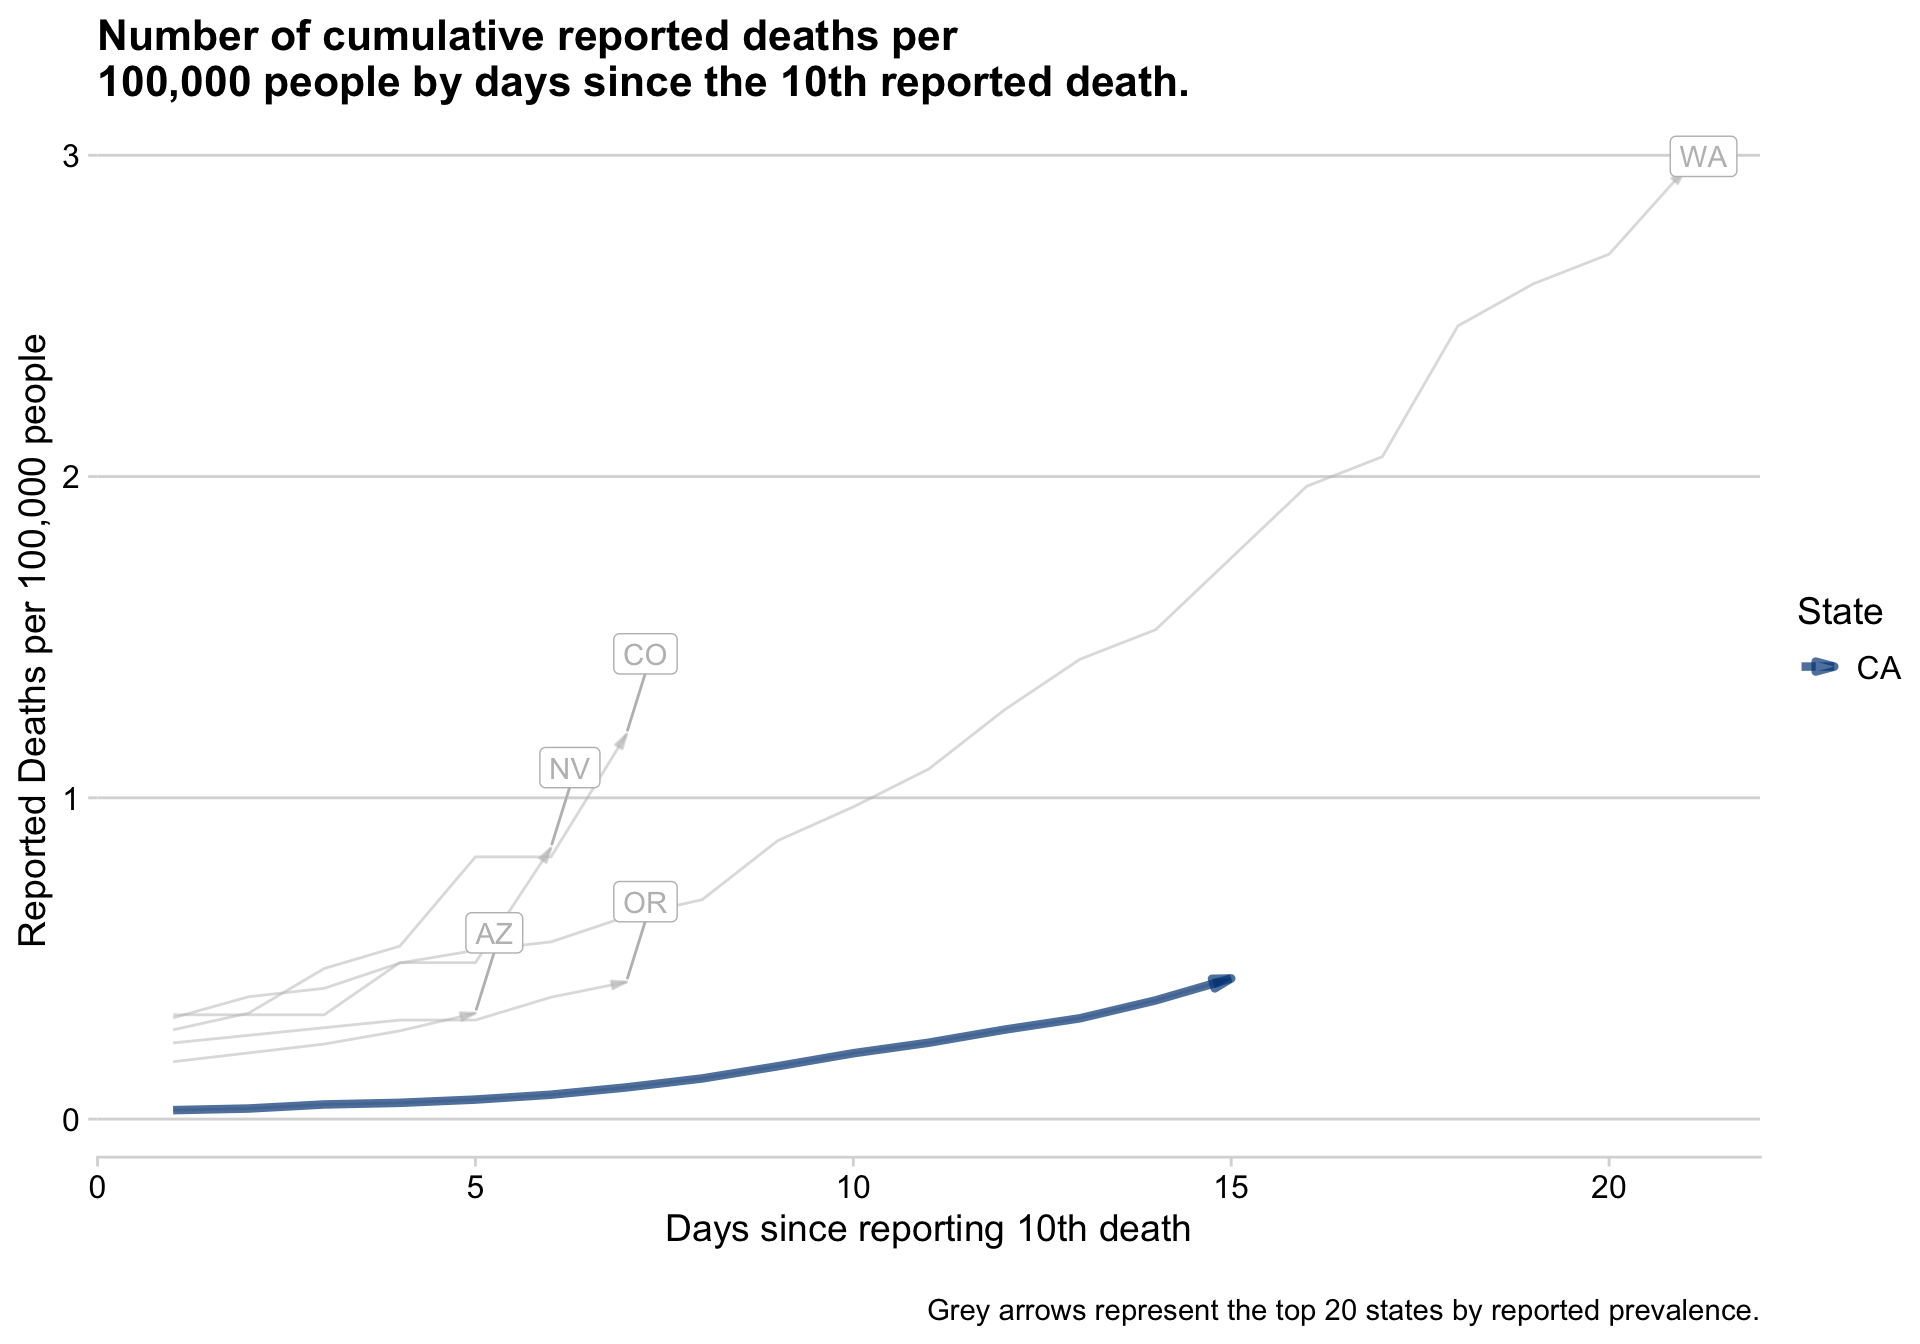 Number of cumulative reported deaths per
100,000 people by days since the 10th reported death.
Reported Deaths per 100,000 people
3
2
1
0
WA
CO
NV
OR
AZ
State
CA
0 5 10 15 20
Days since reporting 10th death
Grey arrows represent the top 20 states by reported prevalence.